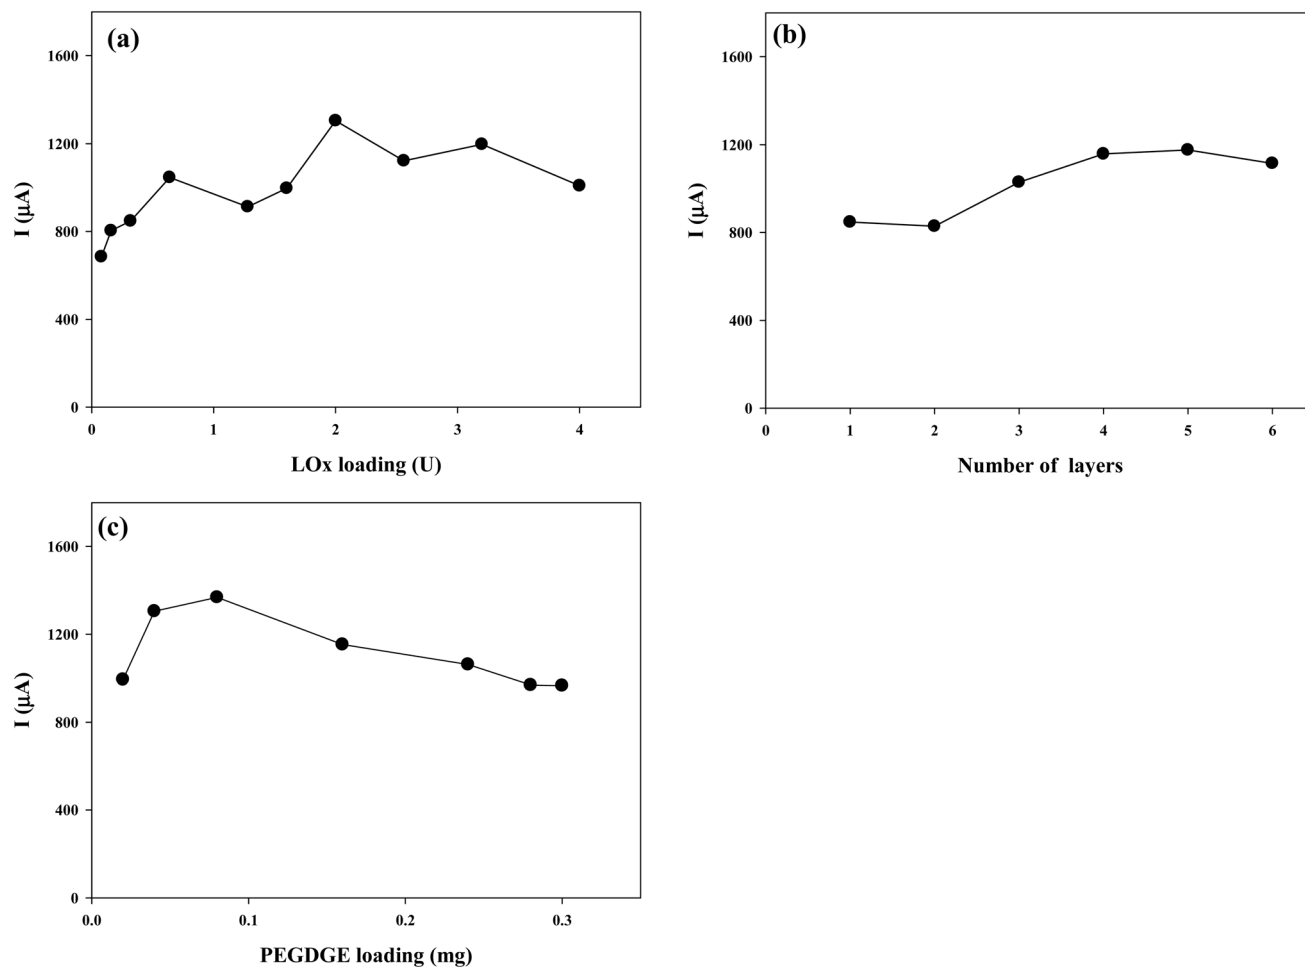 (a)
1600
1200
800
400
0
I (µA)
0 1 2 3 4
LOx loading (U)
(b)
1600
1200
800
400
0
I (µA)
0 1 2 3 4 5 6
Number of layers
(c)
1600
1200
800
400
0
I (µA)
0.0 0.1 0.2 0.3
PEGDGE loading (mg)